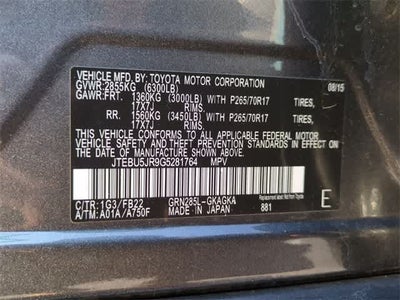 VEHICLE MFD BY: TOYOTA MOTOR CORPORATION 08/15
GVWR:2855KG (6300LB)
GAWR:FRT. 1360KG (3000LB) WITH P265/70R17 TIRES,
17X7J RIMS.
RR. 1560KG (3450LB) WITH P265/70R17 TIRES,
17X7J RIMS.
THIS VEHICLE CONFORMS TO ALL APPLICABLE FEDERAL MOTOR
VEHICLE SAFETY AND THEFT PREVENTION STANDARDS IN EFFECT
ON THE DATE OF MANUFACTURE SHOWN ABOVE.
JTEBU5JR9G5281764 MPV
C/TR:1G3/FB22 GRN285L-GKAGKA
A/TM:A01A/A750F MADE IN JAPAN 881 E